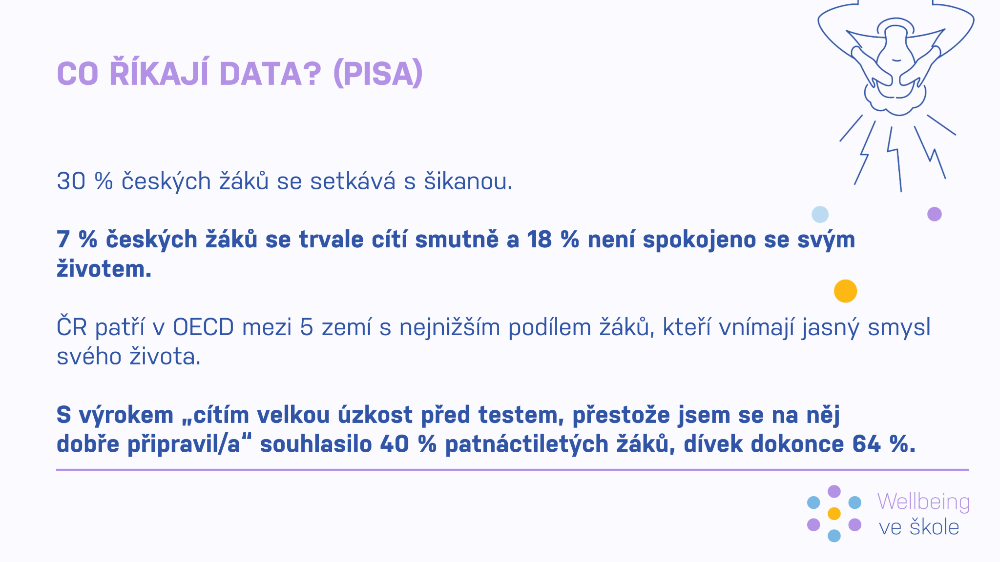 CO ŘÍKAJÍ DATA? (PISA)
30 % českých žáků se setkává s šikanou.
7 % českých žáků se trvale cítí smutně a 18 % není spokojeno se svým
životem.
ČR patří v OECD mezi 5 zemí s nejnižším podílem žáků, kteří vnímají jasný smysl
svého života.
S výrokem „cítím velkou úzkost před testem, přestože jsem se na něj
dobře připravil/a“ souhlasilo 40 % patnáctiletých žáků, dívek dokonce 64 %.
Wellbeing
ve škole